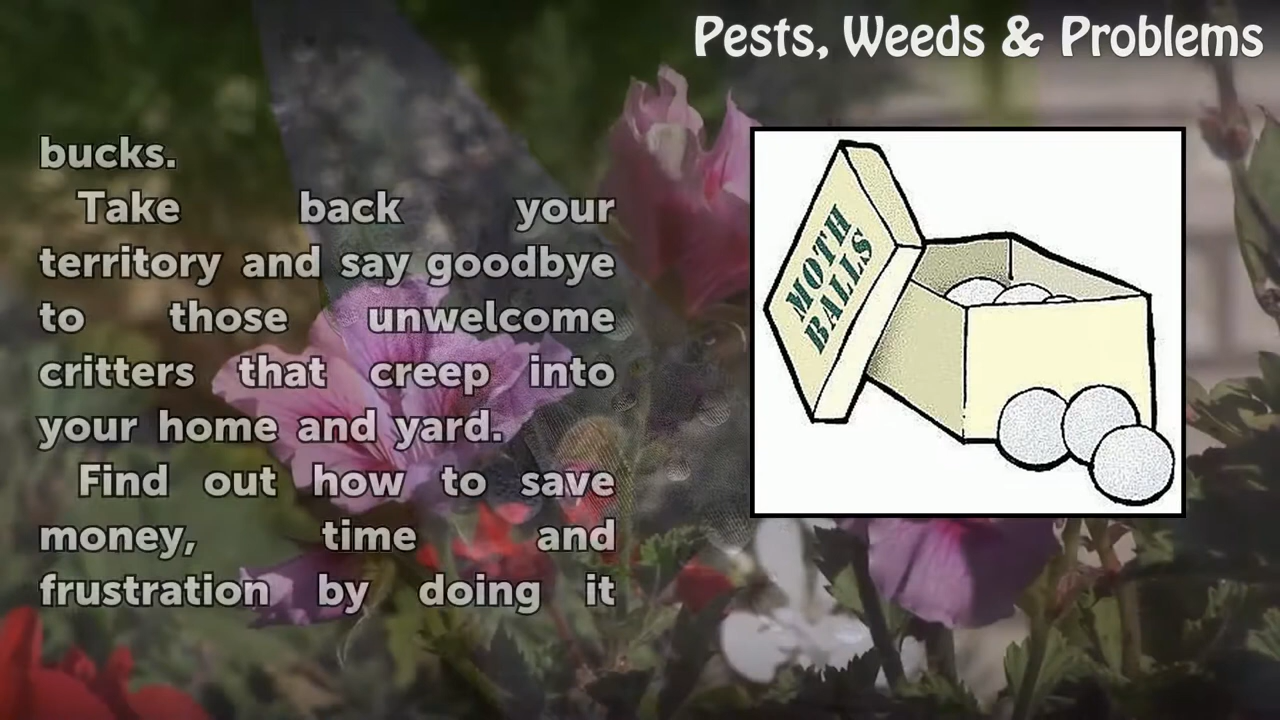 Pests, Weeds & Problems
bucks.
Take back your
territory and say goodbye
to those unwelcome
critters that creep into
your home and yard.
Find out how to save
money, time and
frustration by doing it
MOTH
BALLS